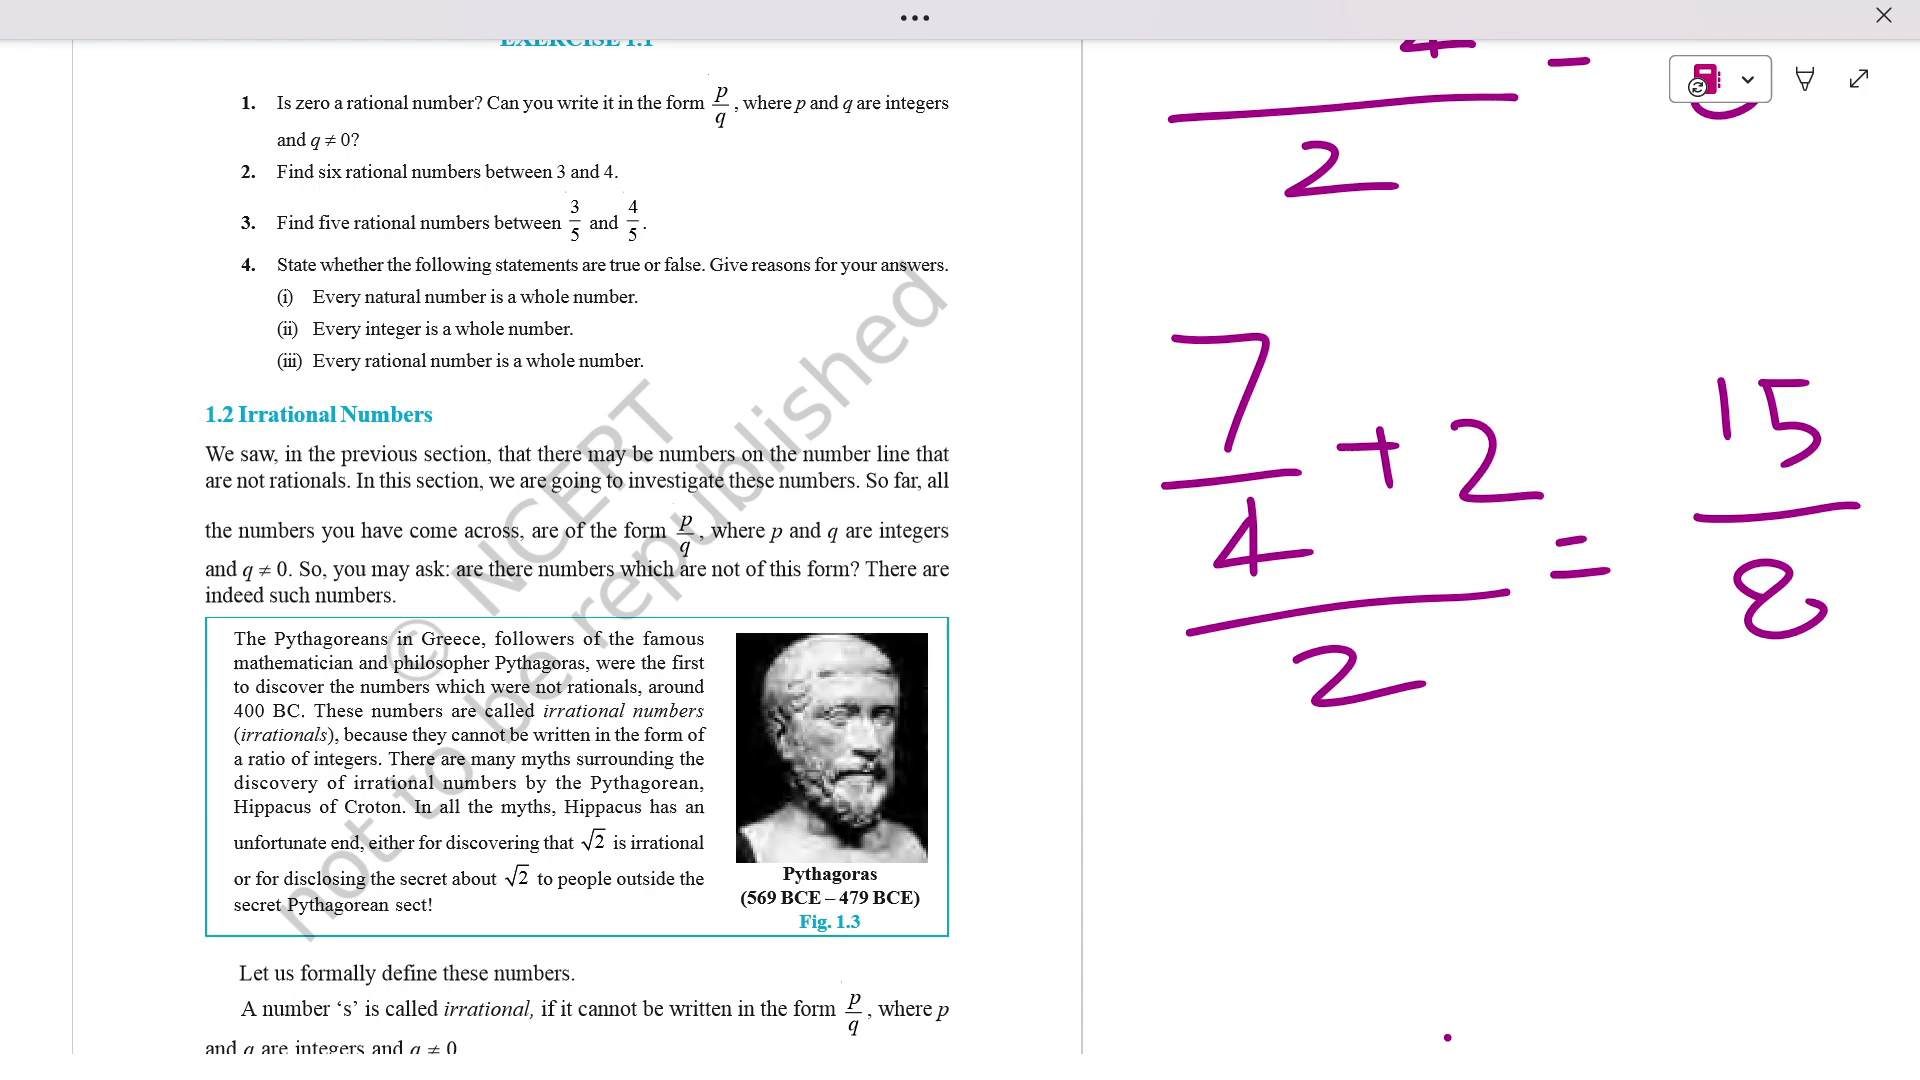 EXERCISE 1.1
1. Is zero a rational number? Can you write it in the form p/q, where p and q are integers
and q ≠ 0?
2. Find six rational numbers between 3 and 4.
3. Find five rational numbers between 3/5 and 4/5.
4. State whether the following statements are true or false. Give reasons for your answers.
(i) Every natural number is a whole number.
(ii) Every integer is a whole number.
(iii) Every rational number is a whole number.
1.2 Irrational Numbers
We saw, in the previous section, that there may be numbers on the number line that
are not rationals. In this section, we are going to investigate these numbers. So far, all
the numbers you have come across, are of the form p/q, where p and q are integers
and q ≠ 0. So, you may ask: are there numbers which are not of this form? There are
indeed such numbers.
The Pythagoreans in Greece, followers of the famous
mathematician and philosopher Pythagoras, were the first
to discover the numbers which were not rationals, around
400 BC. These numbers are called irrational numbers
(irrationals), because they cannot be written in the form of
a ratio of integers. There are many myths surrounding the
discovery of irrational numbers by the Pythagorean,
Hippacus of Croton. In all the myths, Hippacus has an
unfortunate end, either for discovering that √2 is irrational
or for disclosing the secret about √2 to people outside the
secret Pythagorean sect!
Pythagoras
(569 BCE – 479 BCE)
Fig. 1.3
Let us formally define these numbers.
A number ‘s’ is called irrational, if it cannot be written in the form p/q, where p
and q are integers and q ≠ 0
© NCERT
not to be republished
4
2
7
4
+ 2
2
=
15
8